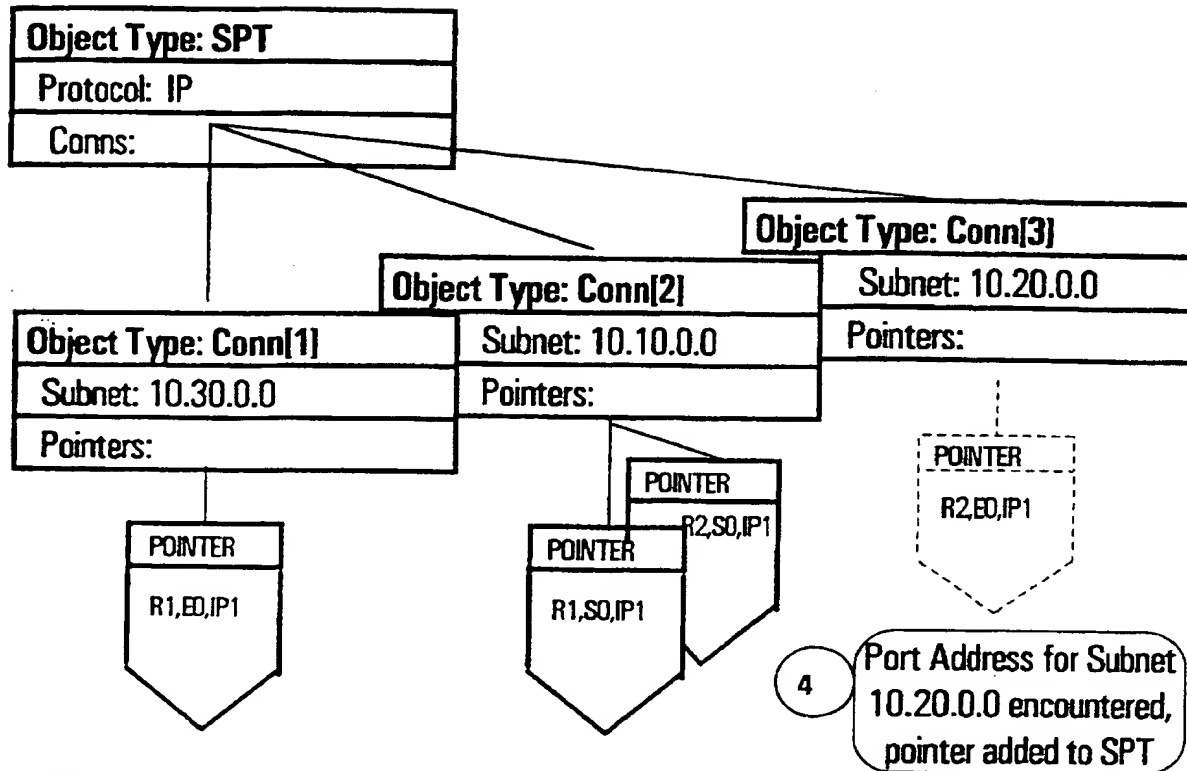 Object Type: SPT
Protocol: IP
Conns:
Object Type: Conn[3]
Subnet: 10.20.0.0
Pointers:
Object Type: Conn[2]
Subnet: 10.10.0.0
Pointers:
Object Type: Conn[1]
Subnet: 10.30.0.0
Pointers:
POINTER
R1,E0,IP1
POINTER
R1,S0,IP1
POINTER
R2,S0,IP1
POINTER
R2,E0,IP1
4
Port Address for Subnet
10.20.0.0 encountered,
pointer added to SPT